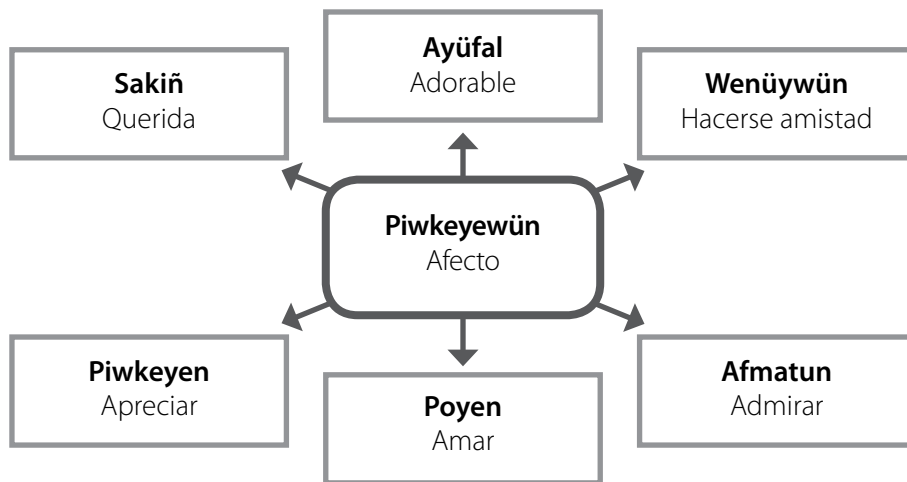 Ayüfal
Adorable
Sakiñ
Querida
Wenüywün
Hacerse amistad
Piwkeyewün
Afecto
Piwkeyen
Apreciar
Poyen
Amar
Afmatun
Admirar